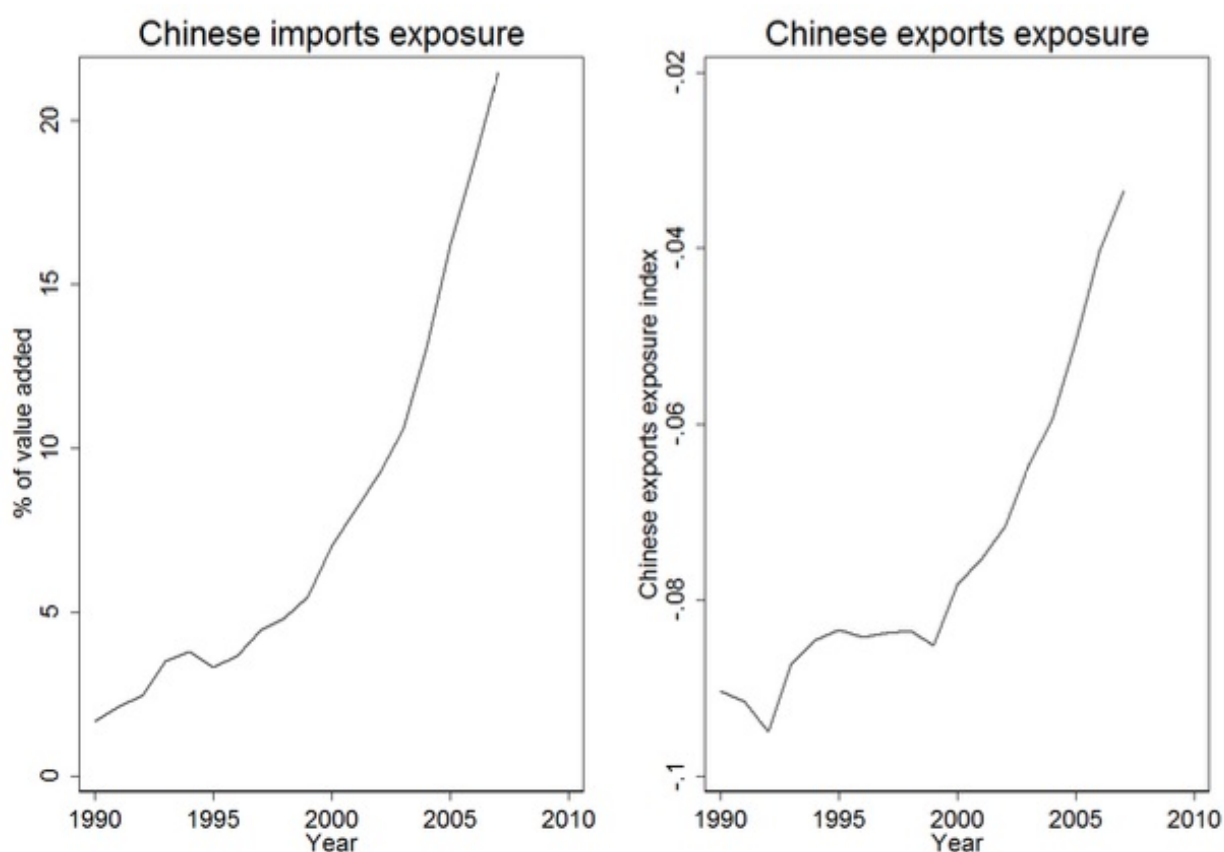 Chinese imports exposure
% of value added
20
15
10
5
0
1990 1995 2000 2005 2010
Year
Chinese exports exposure
Chinese exports exposure index
-.02
-.04
-.06
-.08
-.1
1990 1995 2000 2005 2010
Year